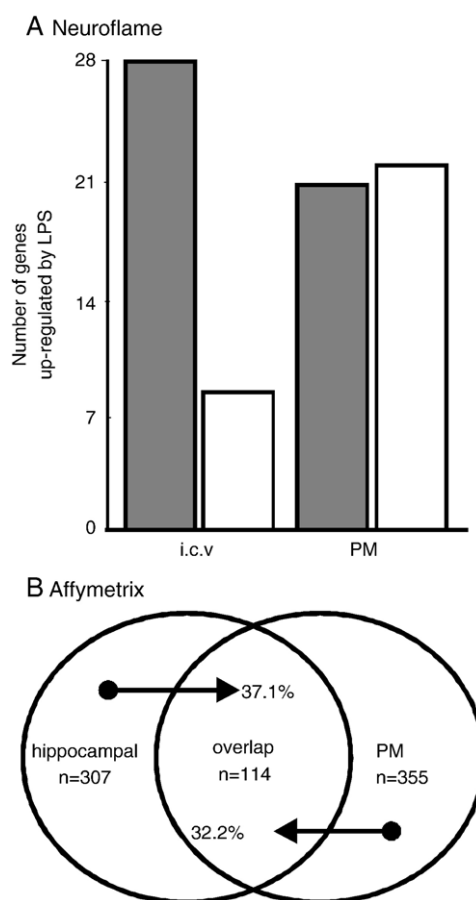 A Neuroflame
28
21
14
7
0
Number of genes
up-regulated by LPS
i.c.v
PM
B Affymetrix
37.1%
hippocampal
n=307
overlap
n=114
PM
n=355
32.2%